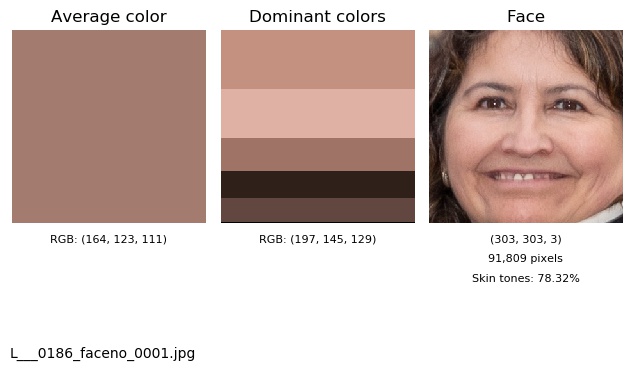 Average color
Dominant colors
Face
RGB: (164, 123, 111)
RGB: (197, 145, 129)
(303, 303, 3)
91,809 pixels
Skin tones: 78.32%
L___0186_faceno_0001.jpg